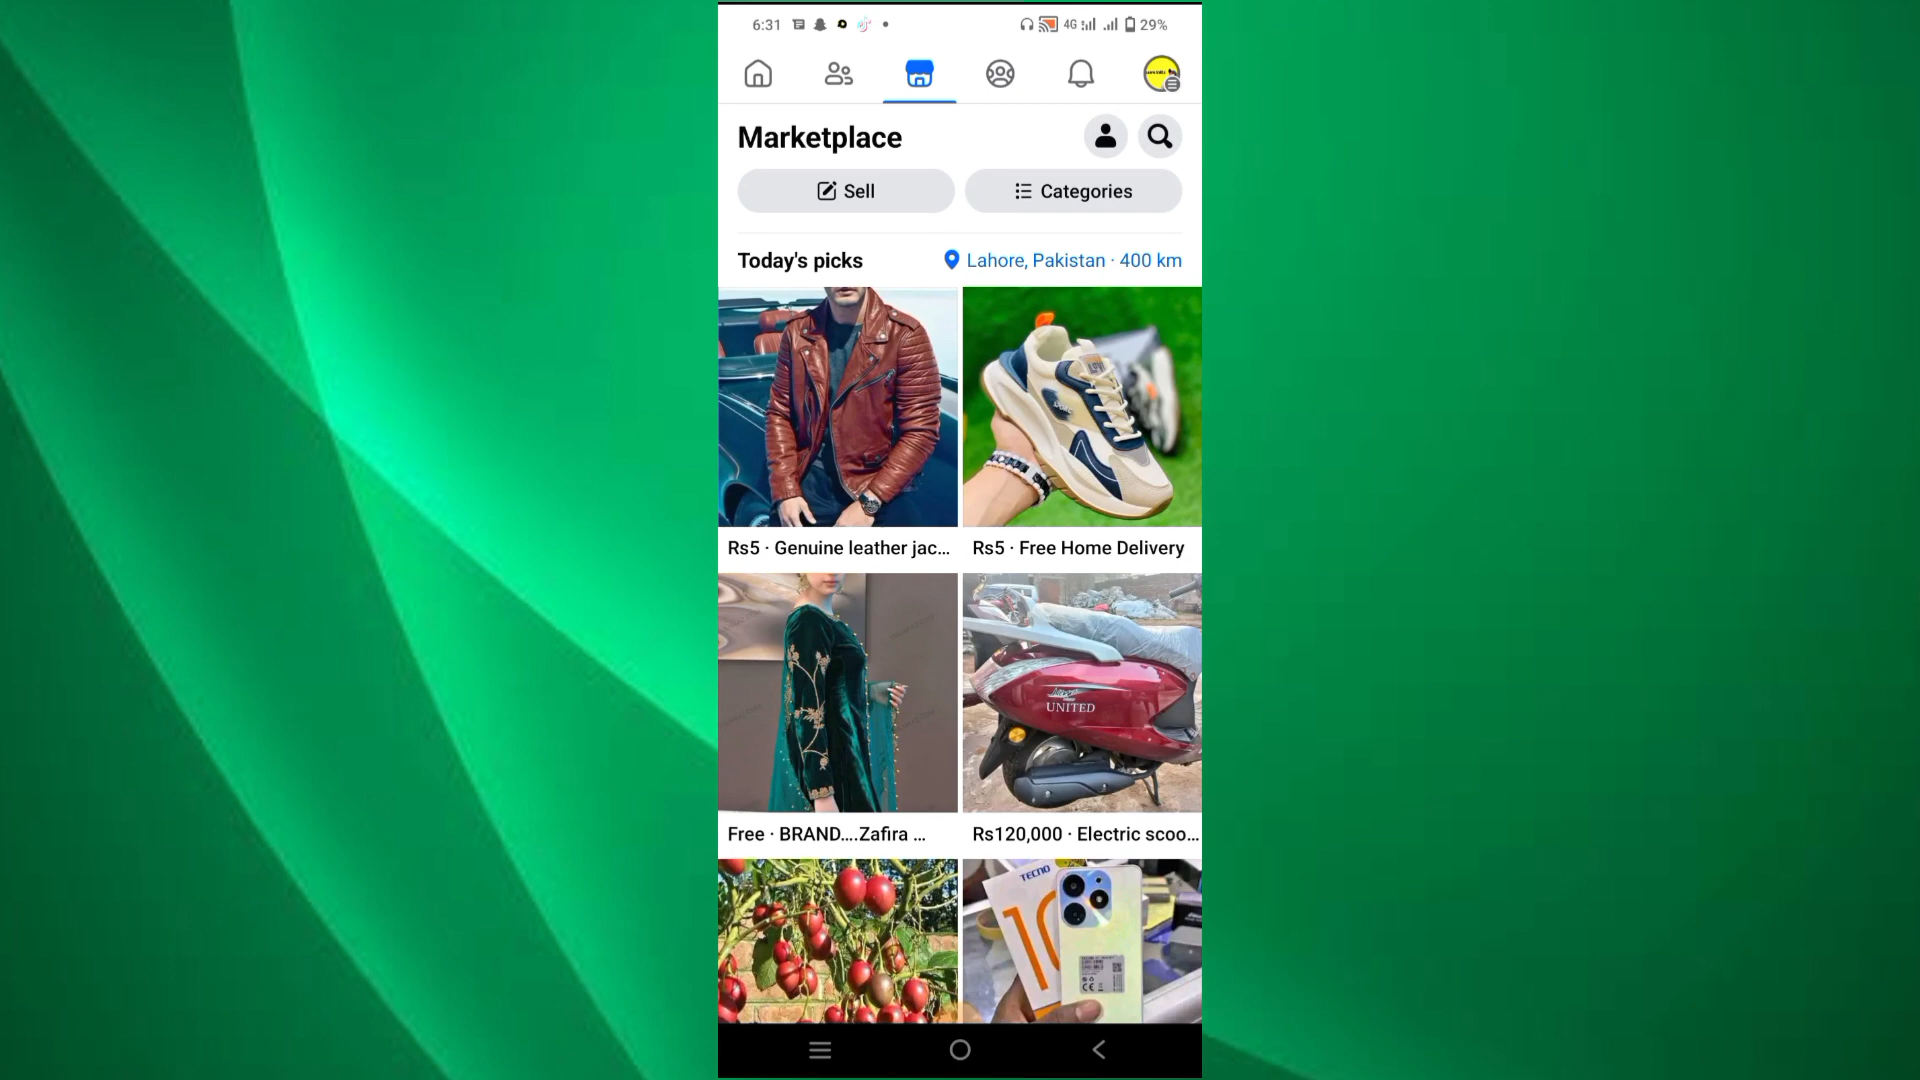 6:31 4G 29%
Marketplace
Sell Categories
Today's picks Lahore, Pakistan · 400 km
Rs5 · Genuine leather jac... Rs5 · Free Home Delivery
UNITED
Free · BRAND....Zafira ... Rs120,000 · Electric scoo...
TECNO
10